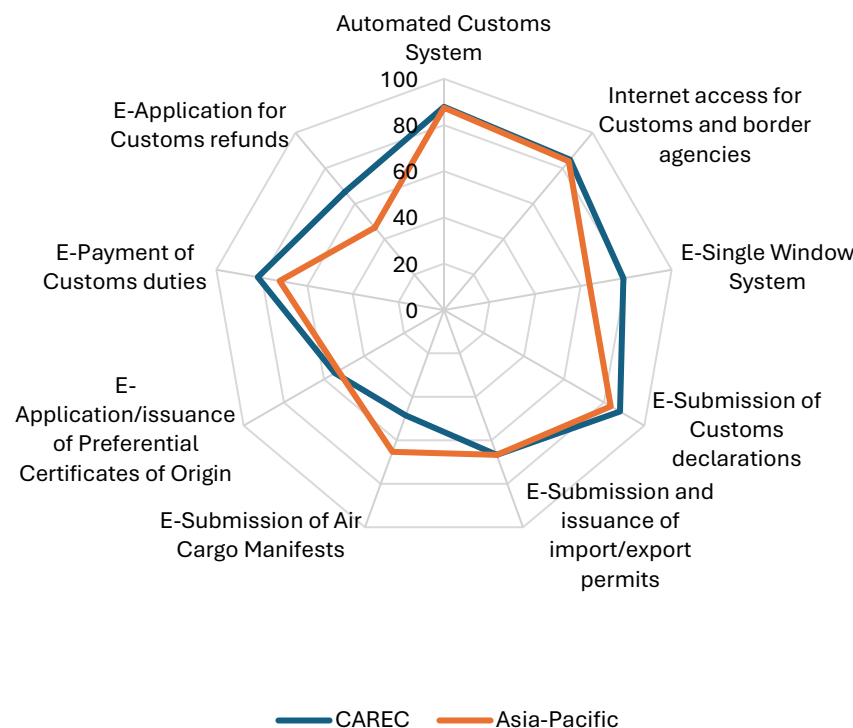 Automated Customs
System
100
80
60
40
20
0
Internet access for
Customs and border
agencies
E-Single Window
System
E-Submission of
Customs
declarations
E-Submission and
issuance of
import/export
permits
E-Submission of Air
Cargo Manifests
E-
Application/issuance
of Preferential
Certificates of Origin
E-Payment of
Customs duties
E-Application for
Customs refunds
CAREC
Asia-Pacific